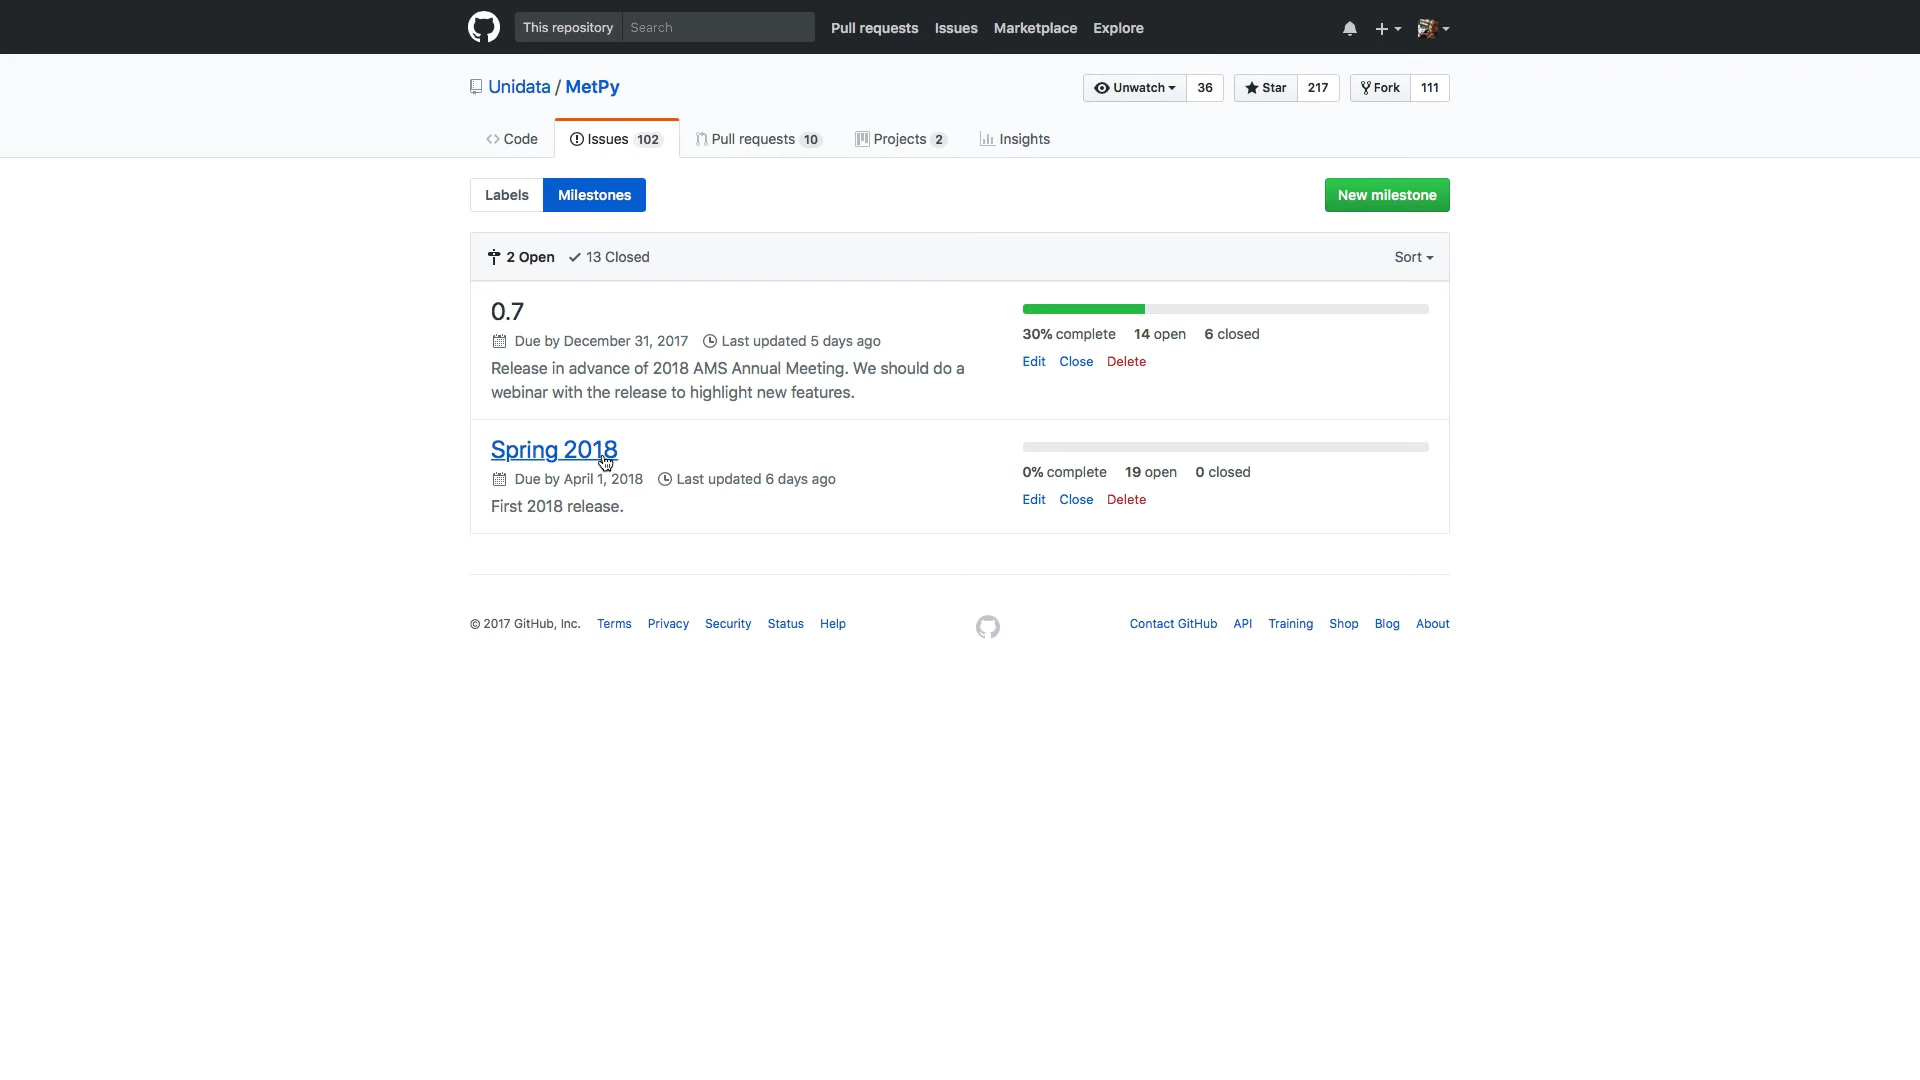 This repository Search Pull requests Issues Marketplace Explore
Unidata / MetPy Unwatch 36 Star 217 Fork 111
Code Issues 102 Pull requests 10 Projects 2 Insights
Labels Milestones New milestone
2 Open 13 Closed Sort
0.7
Due by December 31, 2017 Last updated 5 days ago
Release in advance of 2018 AMS Annual Meeting. We should do a
webinar with the release to highlight new features.
30% complete 14 open 6 closed
Edit Close Delete
Spring 2018
Due by April 1, 2018 Last updated 6 days ago
First 2018 release.
0% complete 19 open 0 closed
Edit Close Delete
© 2017 GitHub, Inc. Terms Privacy Security Status Help Contact GitHub API Training Shop Blog About